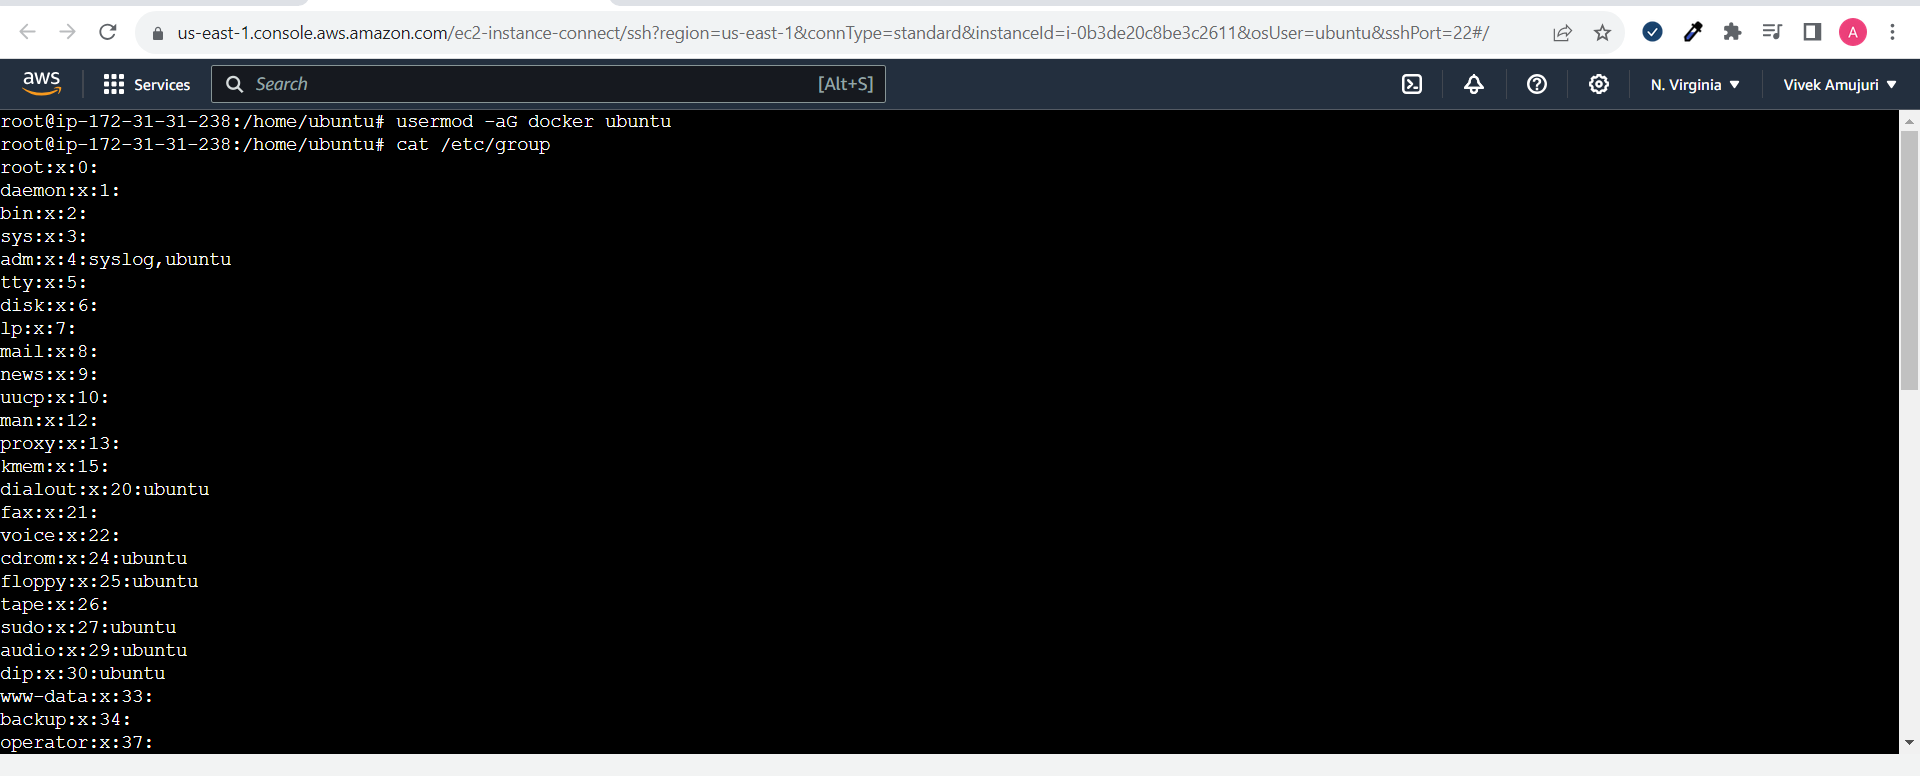 us-east-1.console.aws.amazon.com/ec2-instance-connect/ssh?region=us-east-1&connType=standard&instanceId=i-0b3de20c8be3c2611&osUser=ubuntu&sshPort=22#/
A
aws Services Search [Alt+S] N. Virginia Vivek Amujuri
root@ip-172-31-31-238:/home/ubuntu# usermod -aG docker ubuntu
root@ip-172-31-31-238:/home/ubuntu# cat /etc/group
root:x:0:
daemon:x:1:
bin:x:2:
sys:x:3:
adm:x:4:syslog,ubuntu
tty:x:5:
disk:x:6:
lp:x:7:
mail:x:8:
news:x:9:
uucp:x:10:
man:x:12:
proxy:x:13:
kmem:x:15:
dialout:x:20:ubuntu
fax:x:21:
voice:x:22:
cdrom:x:24:ubuntu
floppy:x:25:ubuntu
tape:x:26:
sudo:x:27:ubuntu
audio:x:29:ubuntu
dip:x:30:ubuntu
www-data:x:33:
backup:x:34:
operator:x:37: